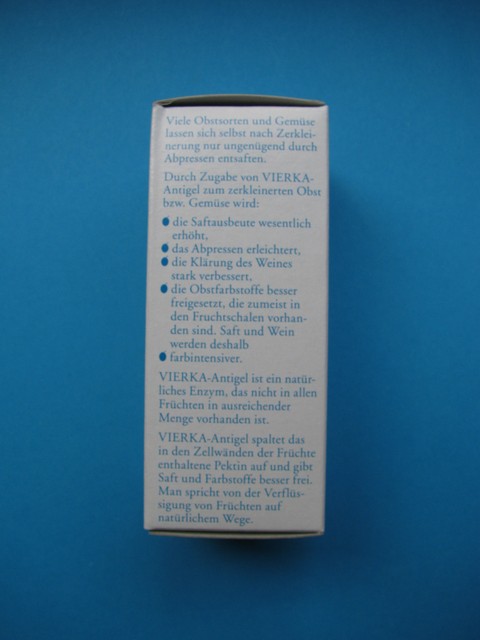 Viele Obstsorten und Gemüse
lassen sich selbst nach Zerklei-
nerung nur ungenügend durch
Abpressen entsaften.
Durch Zugabe von VIERKA-
Antigel zum zerkleinerten Obst
bzw. Gemüse wird:
● die Saftausbeute wesentlich
erhöht,
● das Abpressen erleichtert,
● die Klärung des Weines
stark verbessert,
● die Obstfarbstoffe besser
freigesetzt, die zumeist in
den Fruchtschalen vorhan-
den sind. Saft und Wein
werden deshalb
● farbintensiver.
VIERKA-Antigel ist ein natür-
liches Enzym, das nicht in allen
Früchten in ausreichender
Menge vorhanden ist.
VIERKA-Antigel spaltet das
in den Zellwänden der Früchte
enthaltene Pektin auf und gibt
Saft und Farbstoffe besser frei.
Man spricht von der Verflüs-
sigung von Früchten auf
natürlichem Wege.